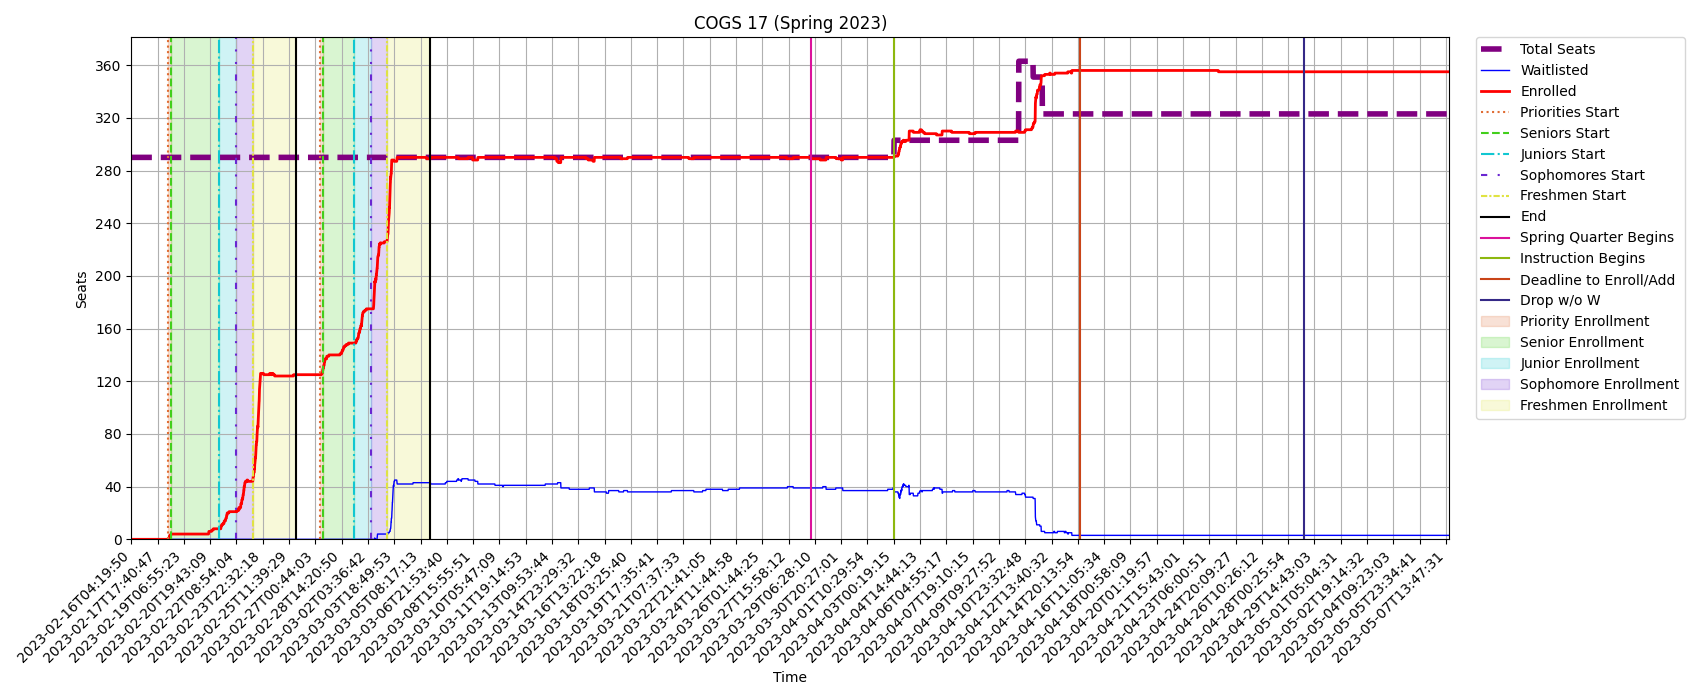 COGS 17 (Spring 2023)
Seats
360
320
280
240
200
160
120
80
40
0
2023-02-16T04:19:50
2023-02-17T17:40:47
2023-02-19T06:55:23
2023-02-20T19:43:09
2023-02-22T08:54:04
2023-02-23T22:32:18
2023-02-25T11:39:29
2023-02-27T00:44:03
2023-02-28T14:20:50
2023-03-02T03:36:42
2023-03-03T18:49:53
2023-03-05T08:17:13
2023-03-06T21:53:40
2023-03-08T15:55:51
2023-03-10T05:47:09
2023-03-11T19:14:53
2023-03-13T09:53:44
2023-03-14T23:29:32
2023-03-16T13:22:18
2023-03-18T03:25:40
2023-03-19T17:35:41
2023-03-21T07:37:33
2023-03-22T21:41:05
2023-03-24T11:44:58
2023-03-26T01:44:25
2023-03-27T15:58:12
2023-03-29T06:28:10
2023-03-30T20:27:01
2023-04-01T10:29:54
2023-04-03T00:19:15
2023-04-04T14:44:13
2023-04-06T04:55:17
2023-04-07T19:10:15
2023-04-09T09:27:52
2023-04-10T23:32:48
2023-04-12T13:40:32
2023-04-14T20:13:54
2023-04-16T11:05:34
2023-04-18T00:58:09
2023-04-20T01:19:57
2023-04-21T15:43:01
2023-04-23T06:00:51
2023-04-24T20:09:27
2023-04-26T10:26:12
2023-04-28T00:25:54
2023-04-29T14:43:03
2023-05-01T05:04:31
2023-05-02T19:14:32
2023-05-04T09:23:03
2023-05-05T23:34:41
2023-05-07T13:47:31
Time
Total Seats
Waitlisted
Enrolled
Priorities Start
Seniors Start
Juniors Start
Sophomores Start
Freshmen Start
End
Spring Quarter Begins
Instruction Begins
Deadline to Enroll/Add
Drop w/o W
Priority Enrollment
Senior Enrollment
Junior Enrollment
Sophomore Enrollment
Freshmen Enrollment